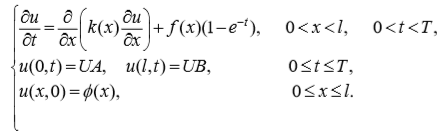 ∂u/∂t = ∂/∂x (k(x) ∂u/∂x) + f(x)(1−e^{−t}), 0<x<l, 0<t<T,
u(0,t)=UA, u(l,t)=UB, 0≤t≤T,
u(x,0)=ϕ(x), 0≤x≤l.